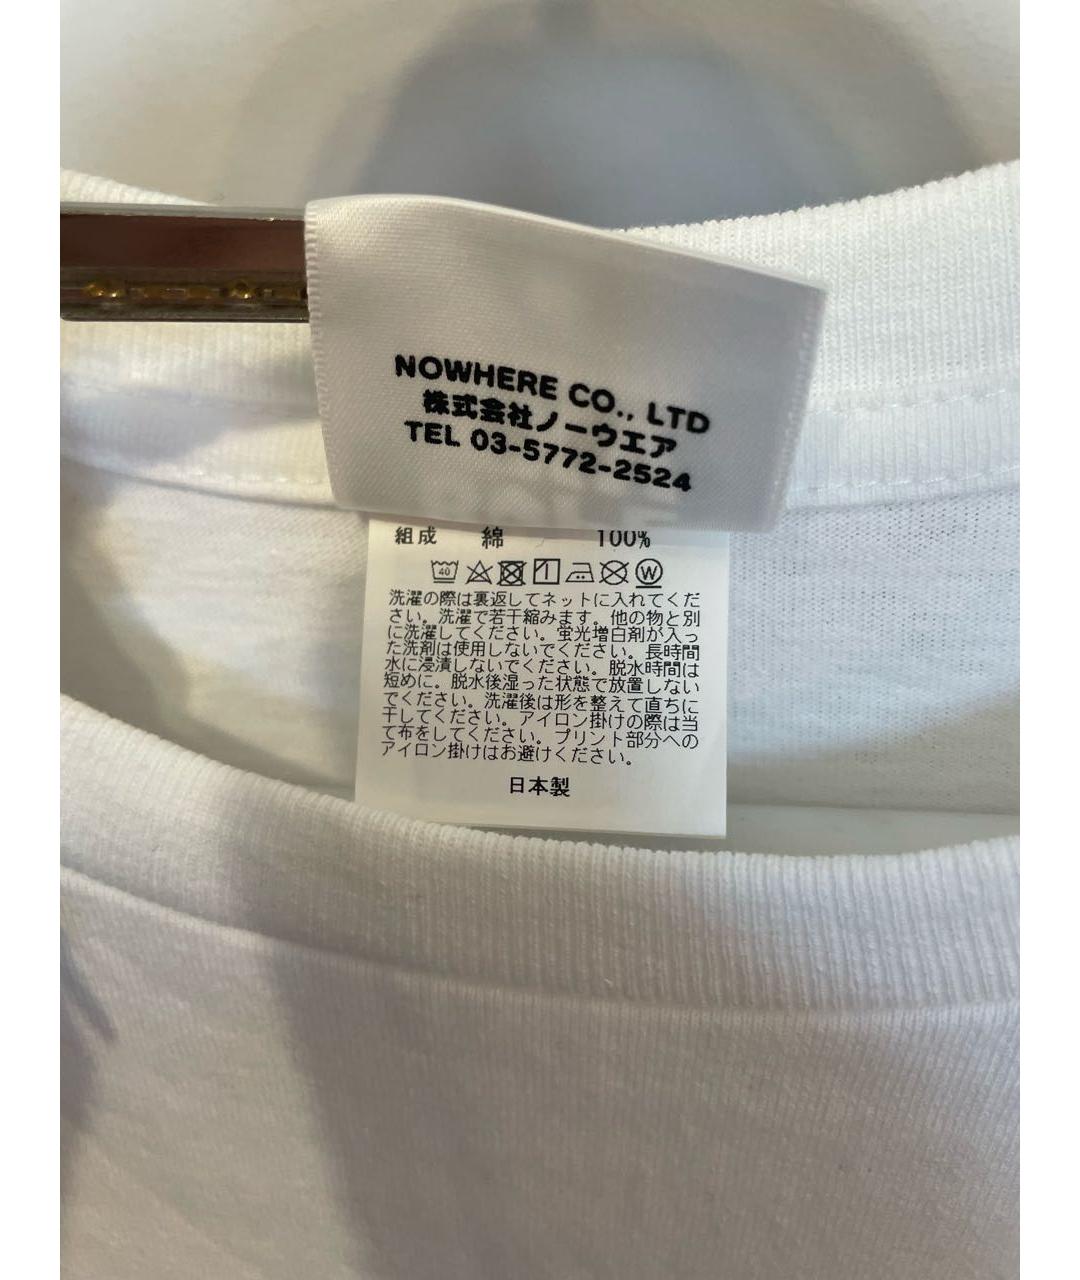 NOWHERE CO., LTD
株式会社ノーウエア
TEL 03-5772-2524
組成 綿 100%
40 W
洗濯の際は裏返してネットに入れてくだ
さい。洗濯で若干縮みます。他の物と別
に洗濯してください。蛍光増白剤が入っ
た洗剤は使用しないでください。長時間
水に浸漬しないでください。脱水時間は
短めに。脱水後湿った状態で放置しない
でください。洗濯後は形を整えて直ちに
干してください。アイロン掛けの際は当
て布をしてください。プリント部分への
アイロン掛けはお避けください。
日本製